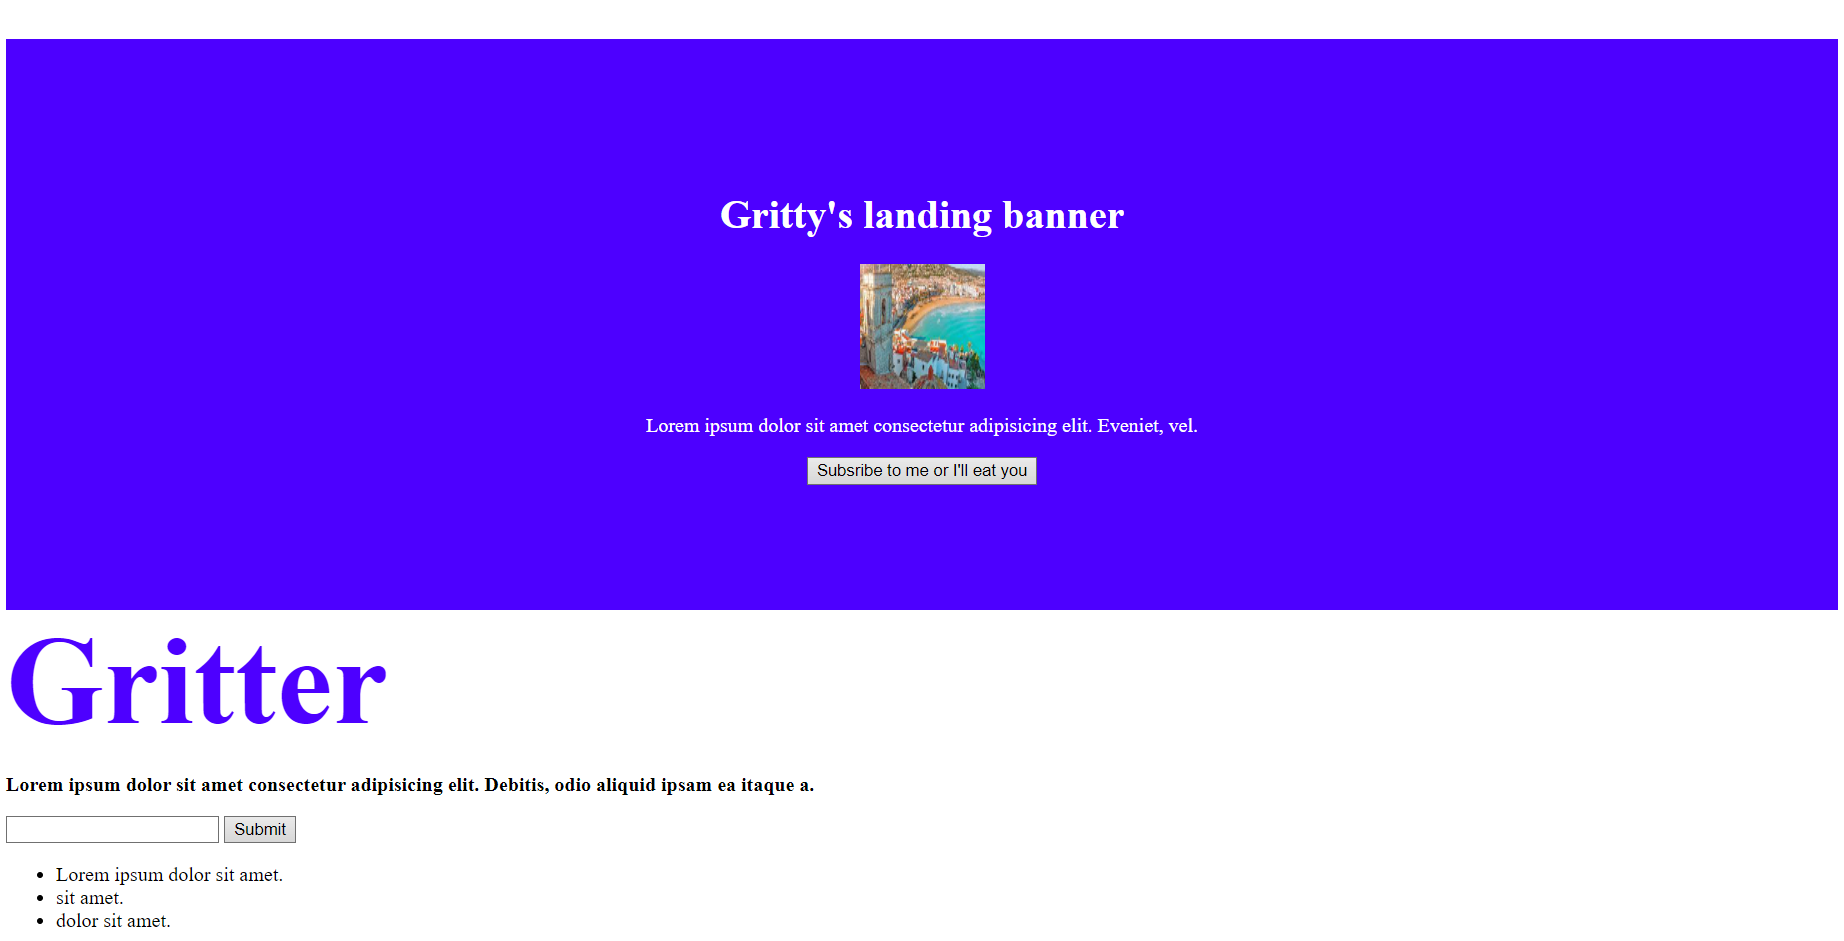 Gritty's landing banner
Lorem ipsum dolor sit amet consectetur adipisicing elit. Eveniet, vel.
Subsribe to me or I'll eat you
Gritter
Lorem ipsum dolor sit amet consectetur adipisicing elit. Debitis, odio aliquid ipsam ea itaque a.
Submit
Lorem ipsum dolor sit amet.
sit amet.
dolor sit amet.